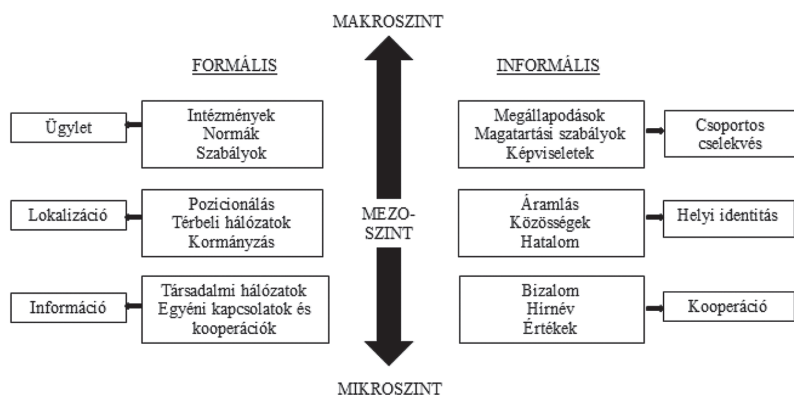 MAKROSZINT
FORMÁLIS
INFORMÁLIS
Ügylet
Intézmények
Normák
Szabályok
Megállapodások
Magatartási szabályok
Képviseletek
Csoportos
cselekvés
Lokalizáció
Pozicionálás
Térbeli hálózatok
Kormányzás
MEZO-
SZINT
Áramlás
Közösségek
Hatalom
Helyi identitás
Információ
Társadalmi hálózatok
Egyéni kapcsolatok és
kooperációk
Bizalom
Hírnév
Értékek
Kooperáció
MIKROSZINT